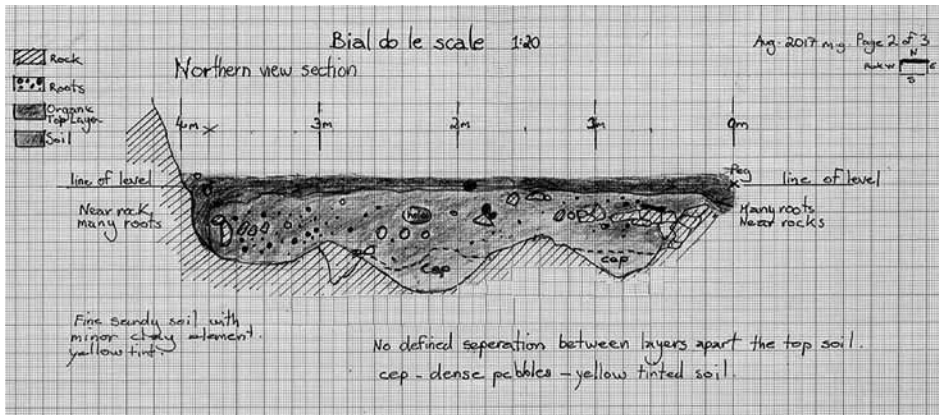 Bial do le scale 1:20
Aug. 2017 m.g. Page 2 of 3
N
E
S
Rock
Roots
Organic
Top Layer
Soil
Northern view section
4m 3m 2m 1m 0m
Peg
line of level
line of level
Near rock
many roots
Many roots
Near rocks
cep
cep
Fine sandy soil with
minor clay element.
yellow tint.
No defined seperation between layers apart the top soil.
cep - dense pebbles - yellow tinted soil.